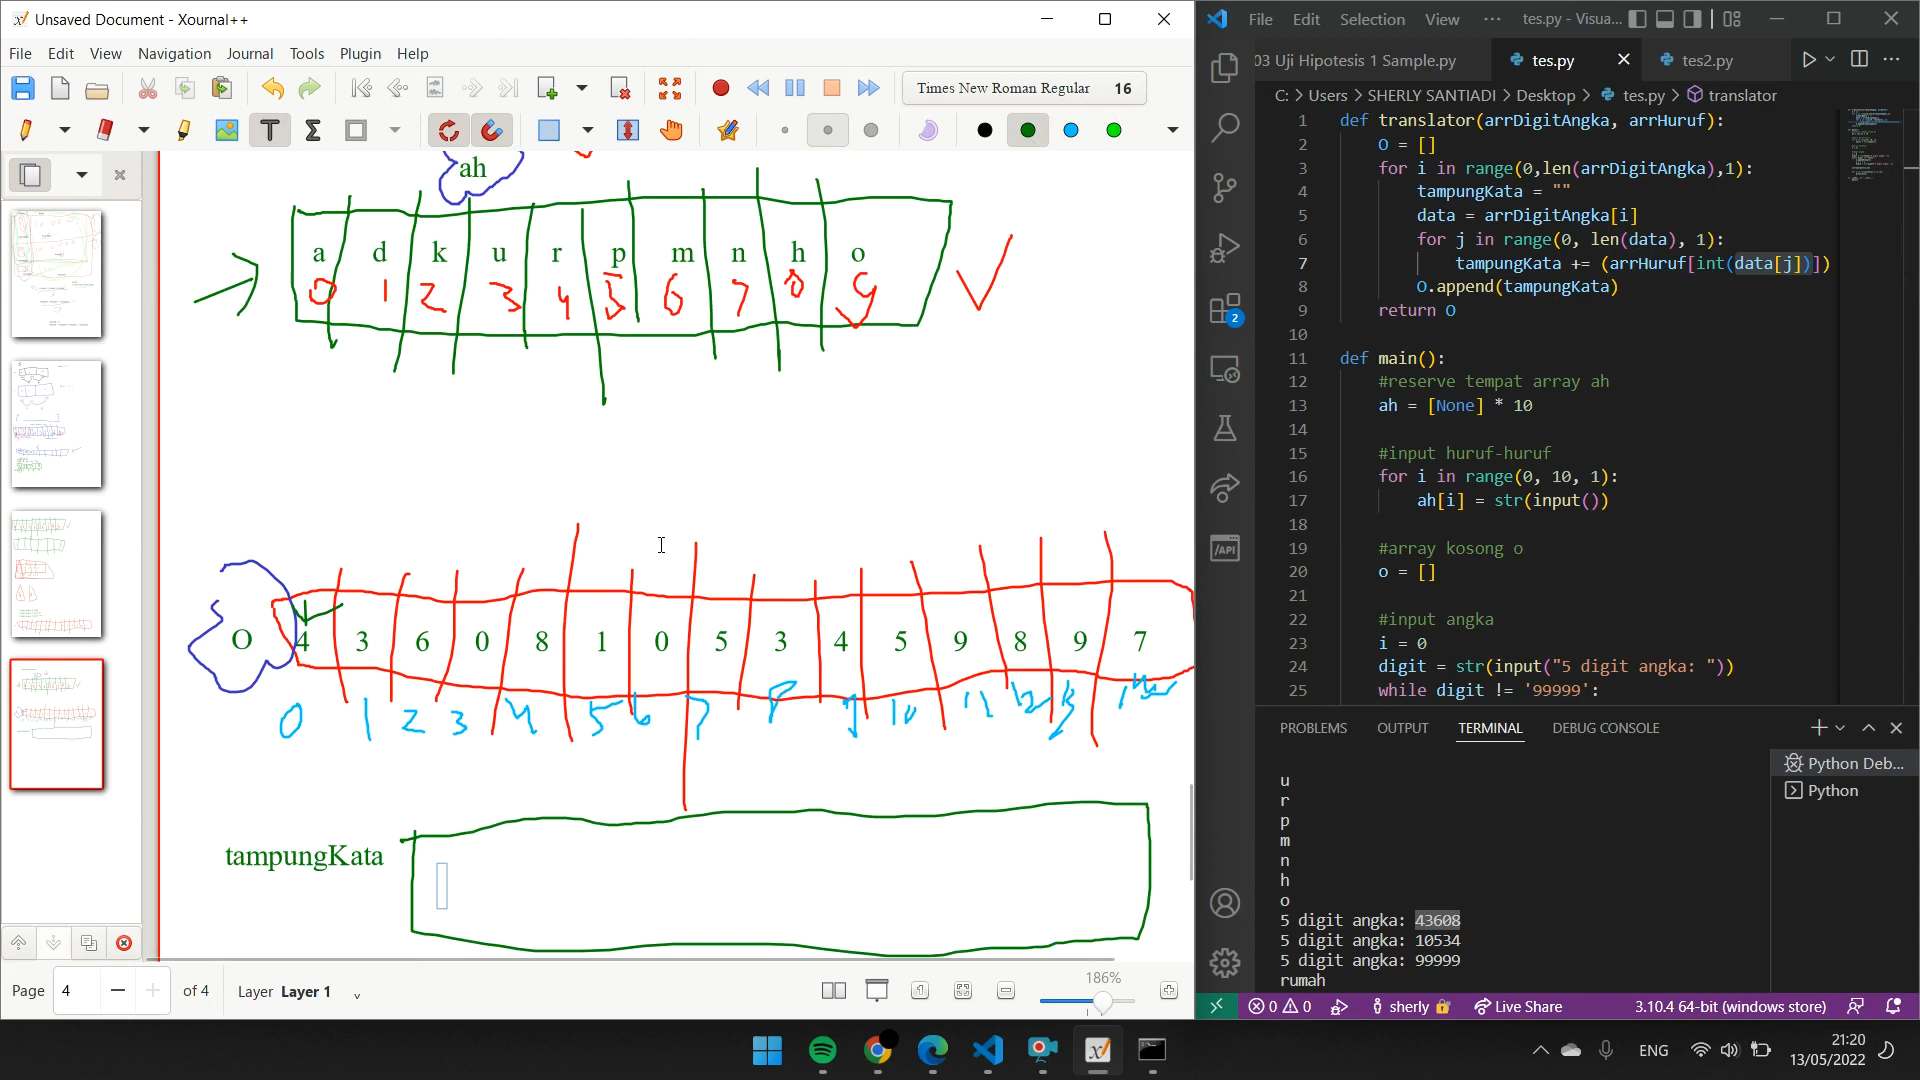 Unsaved Document - Xournal++
File Edit View Navigation Journal Tools Plugin Help
Times New Roman Regular 16
ah
a d k u r p m n h o
0 1 2 3 4 5 6 7 8 9
O 4 3 6 0 8 1 0 5 3 4 5 9 8 9 7
0 1 2 3 4 5 6 7 8 9 10 11 12 13
tampungKata
Page 4 of 4 Layer Layer 1
186%
File Edit Selection View ··· tes.py - Visua...
03 Uji Hipotesis 1 Sample.py tes.py tes2.py
C: > Users > SHERLY SANTIADI > Desktop > tes.py > translator
1 def translator(arrDigitAngka, arrHuruf):
2 O = []
3 for i in range(0,len(arrDigitAngka),1):
4 tampungKata = ""
5 data = arrDigitAngka[i]
6 for j in range(0, len(data), 1):
7 tampungKata += (arrHuruf[int(data[j])])
8 O.append(tampungKata)
9 return O
10
11 def main():
12 #reserve tempat array ah
13 ah = [None] * 10
14
15 #input huruf-huruf
16 for i in range(0, 10, 1):
17 ah[i] = str(input())
18
19 #array kosong o
20 o = []
21
22 #input angka
23 i = 0
24 digit = str(input("5 digit angka: "))
25 while digit != '99999':
2
/API
PROBLEMS OUTPUT TERMINAL DEBUG CONSOLE
Python Deb...
Python
u
r
p
m
n
h
o
5 digit angka: 43608
5 digit angka: 10534
5 digit angka: 99999
rumah
0 0 sherly Live Share 3.10.4 64-bit (windows store)
ENG
21:20
13/05/2022